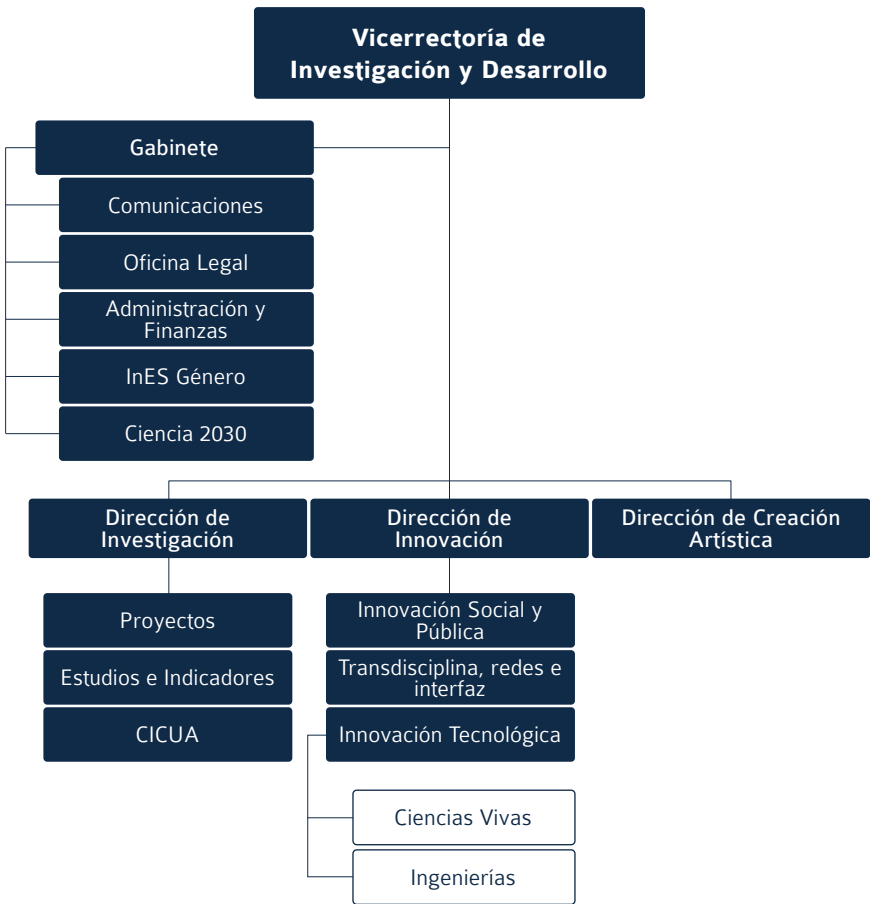 Vicerrectoría de
Investigación y Desarrollo
Gabinete
Comunicaciones
Oficina Legal
Administración y
Finanzas
InES Género
Ciencia 2030
Dirección de
Investigación
Proyectos
Estudios e Indicadores
CICUA
Dirección de
Innovación
Innovación Social y
Pública
Transdisciplina, redes e
interfaz
Innovación Tecnológica
Ciencias Vivas
Ingenierías
Dirección de Creación
Artística